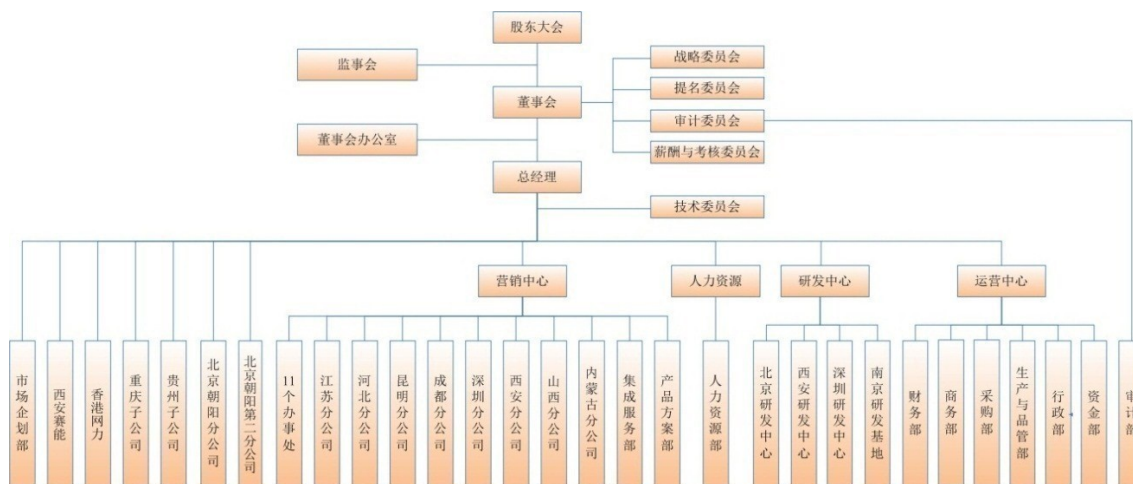 股东大会
监事会
战略委员会
提名委员会
董事会
审计委员会
董事会办公室
薪酬与考核委员会
总经理
技术委员会
营销中心
人力资源
研发中心
运营中心
市场企划部
西安赛能
香港网力
重庆子公司
贵州子公司
北京朝阳分公司
北京朝阳第二分公司
11个办事处
江苏分公司
河北分公司
昆明分公司
成都分公司
深圳分公司
西安分公司
山西分公司
内蒙古分公司
集成服务部
产品方案部
人力资源部
北京研发中心
西安研发中心
深圳研发中心
南京研发基地
财务部
商务部
采购部
生产与品管部
行政部
资金部
审计部